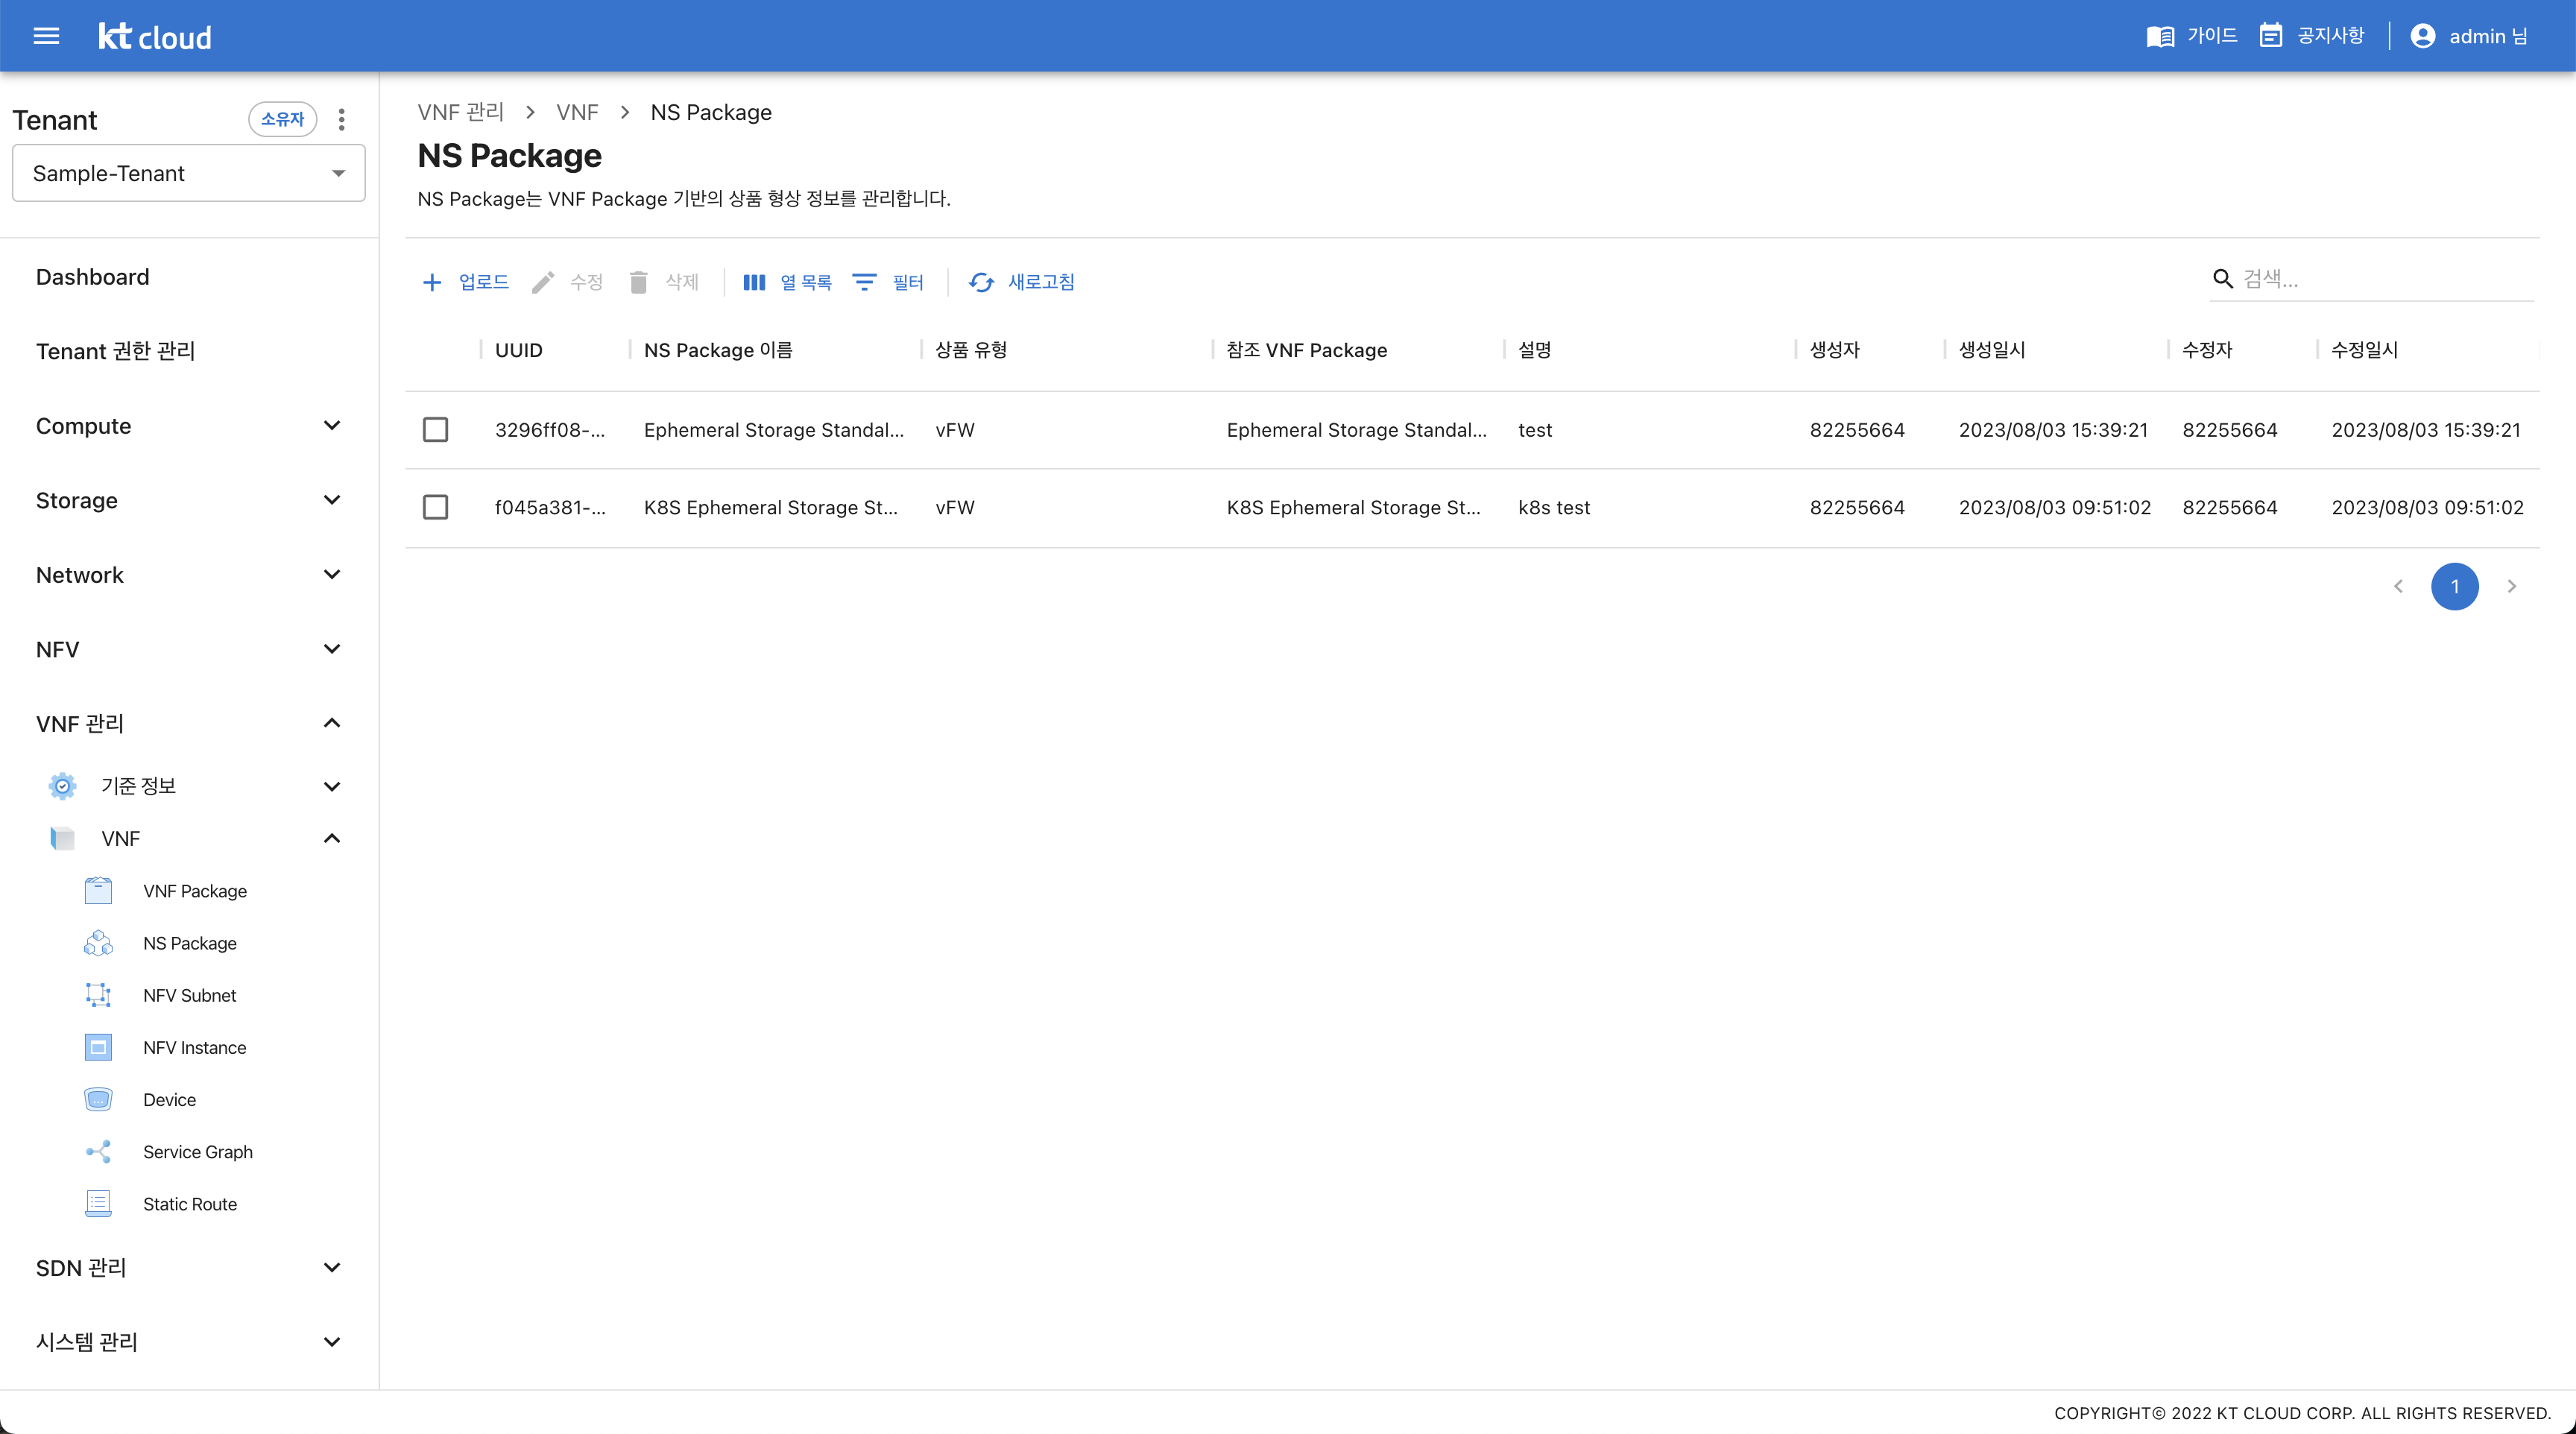 kt cloud
가이드
공지사항
admin 님
Tenant
소유자
Sample-Tenant
Dashboard
Tenant 권한 관리
Compute
Storage
Network
NFV
VNF 관리
기준 정보
VNF
VNF Package
NS Package
NFV Subnet
NFV Instance
Device
Service Graph
Static Route
SDN 관리
시스템 관리
VNF 관리 > VNF > NS Package
NS Package
NS Package는 VNF Package 기반의 상품 형상 정보를 관리합니다.
업로드 수정 삭제 열 목록 필터 새로고침 검색...
UUID NS Package 이름 상품 유형 참조 VNF Package 설명 생성자 생성일시 수정자 수정일시
3296ff08-... Ephemeral Storage Standal... vFW Ephemeral Storage Standal... test 82255664 2023/08/03 15:39:21 82255664 2023/08/03 15:39:21
f045a381-... K8S Ephemeral Storage St... vFW K8S Ephemeral Storage St... k8s test 82255664 2023/08/03 09:51:02 82255664 2023/08/03 09:51:02
1
COPYRIGHT© 2022 KT CLOUD CORP. ALL RIGHTS RESERVED.